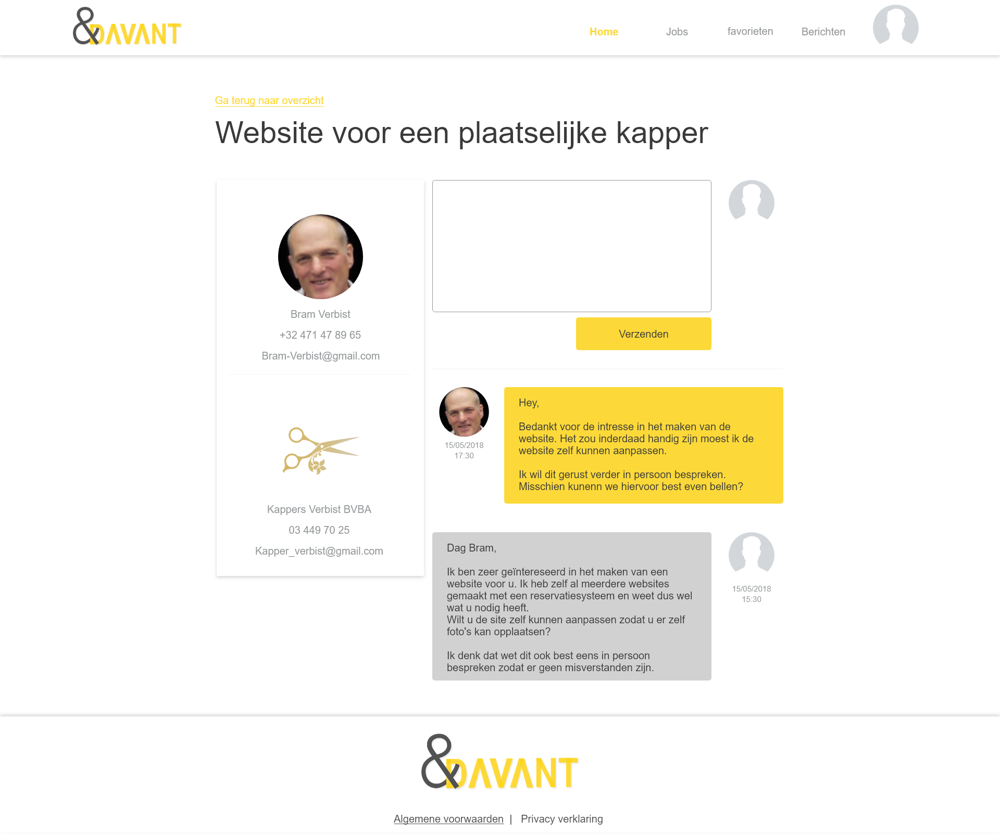 &DAVANT
Home
Jobs
favorieten
Berichten
Ga terug naar overzicht
Website voor een plaatselijke kapper
Bram Verbist
+32 471 47 89 65
Bram-Verbist@gmail.com
Kappers Verbist BVBA
03 449 70 25
Kapper_verbist@gmail.com
Verzenden
15/05/2018
17:30
Hey,
Bedankt voor de intresse in het maken van de
website. Het zou inderdaad handig zijn moest ik de
website zelf kunnen aanpassen.
Ik wil dit gerust verder in persoon bespreken.
Misschien kunenn we hiervoor best even bellen?
Dag Bram,
Ik ben zeer geïntereseerd in het maken van een
website voor u. Ik heb zelf al meerdere websites
gemaakt met een reservatiesysteem en weet dus wel
wat u nodig heeft.
Wilt u de site zelf kunnen aanpassen zodat u er zelf
foto's kan opplaatsen?
Ik denk dat wet dit ook best eens in persoon
bespreken zodat er geen misverstanden zijn.
15/05/2018
15:30
&DAVANT
Algemene voorwaarden | Privacy verklaring